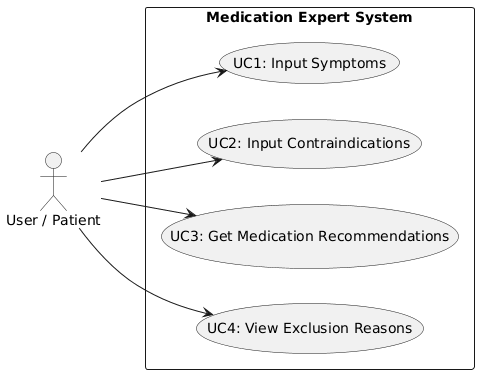 Medication Expert System
UC1: Input Symptoms
UC2: Input Contraindications
User / Patient
UC3: Get Medication Recommendations
UC4: View Exclusion Reasons